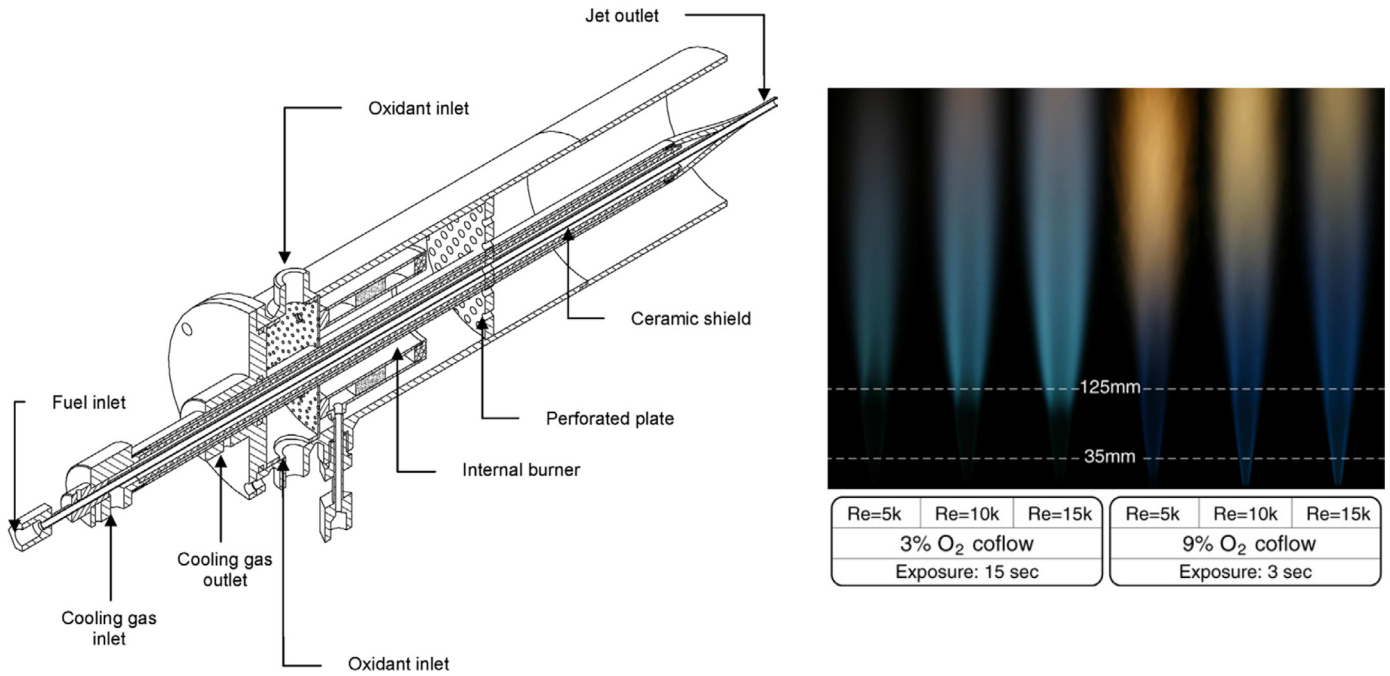 Jet outlet
Oxidant inlet
Ceramic shield
Fuel inlet
Perforated plate
Internal burner
Cooling gas
outlet
Cooling gas
inlet
Oxidant inlet
125mm
35mm
Re=5k Re=10k Re=15k Re=5k Re=10k Re=15k
3% O₂ coflow 9% O₂ coflow
Exposure: 15 sec Exposure: 3 sec